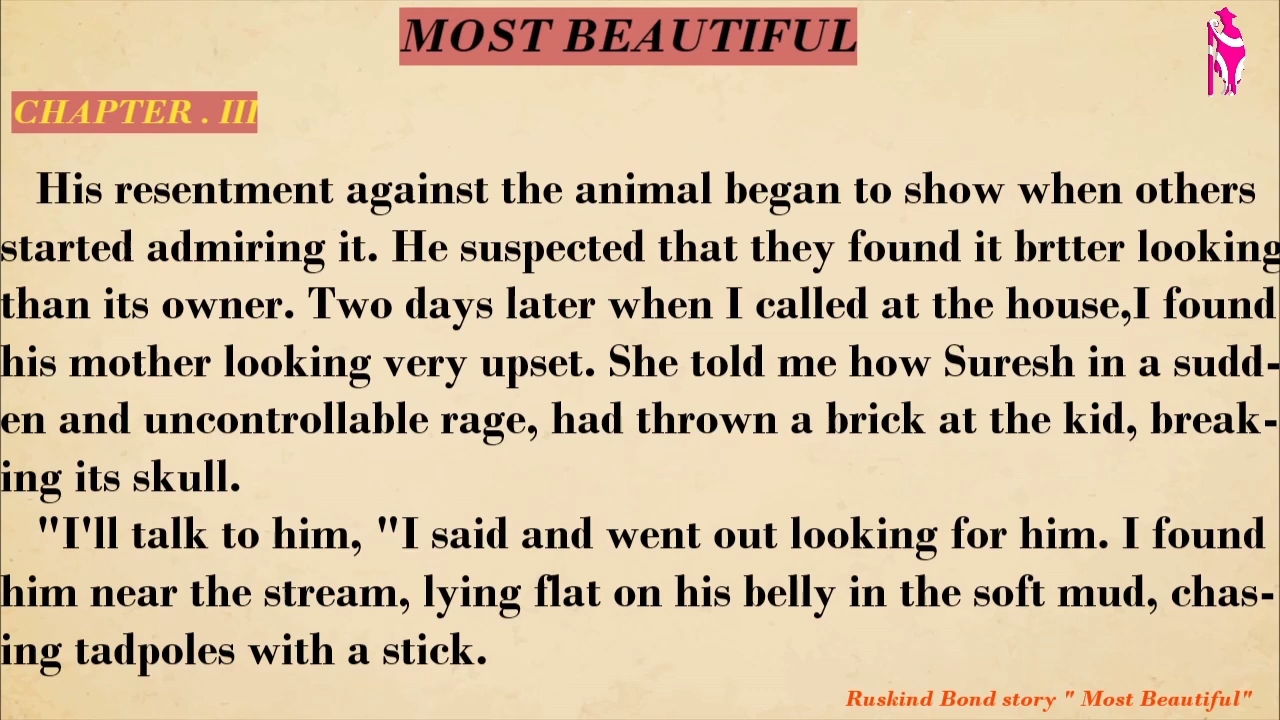 MOST BEAUTIFUL
CHAPTER . III
His resentment against the animal began to show when others
started admiring it. He suspected that they found it brtter looking
than its owner. Two days later when I called at the house,I found
his mother looking very upset. She told me how Suresh in a sudd-
en and uncontrollable rage, had thrown a brick at the kid, break-
ing its skull.
"I'll talk to him, "I said and went out looking for him. I found
him near the stream, lying flat on his belly in the soft mud, chas-
ing tadpoles with a stick.
Ruskind Bond story " Most Beautiful"